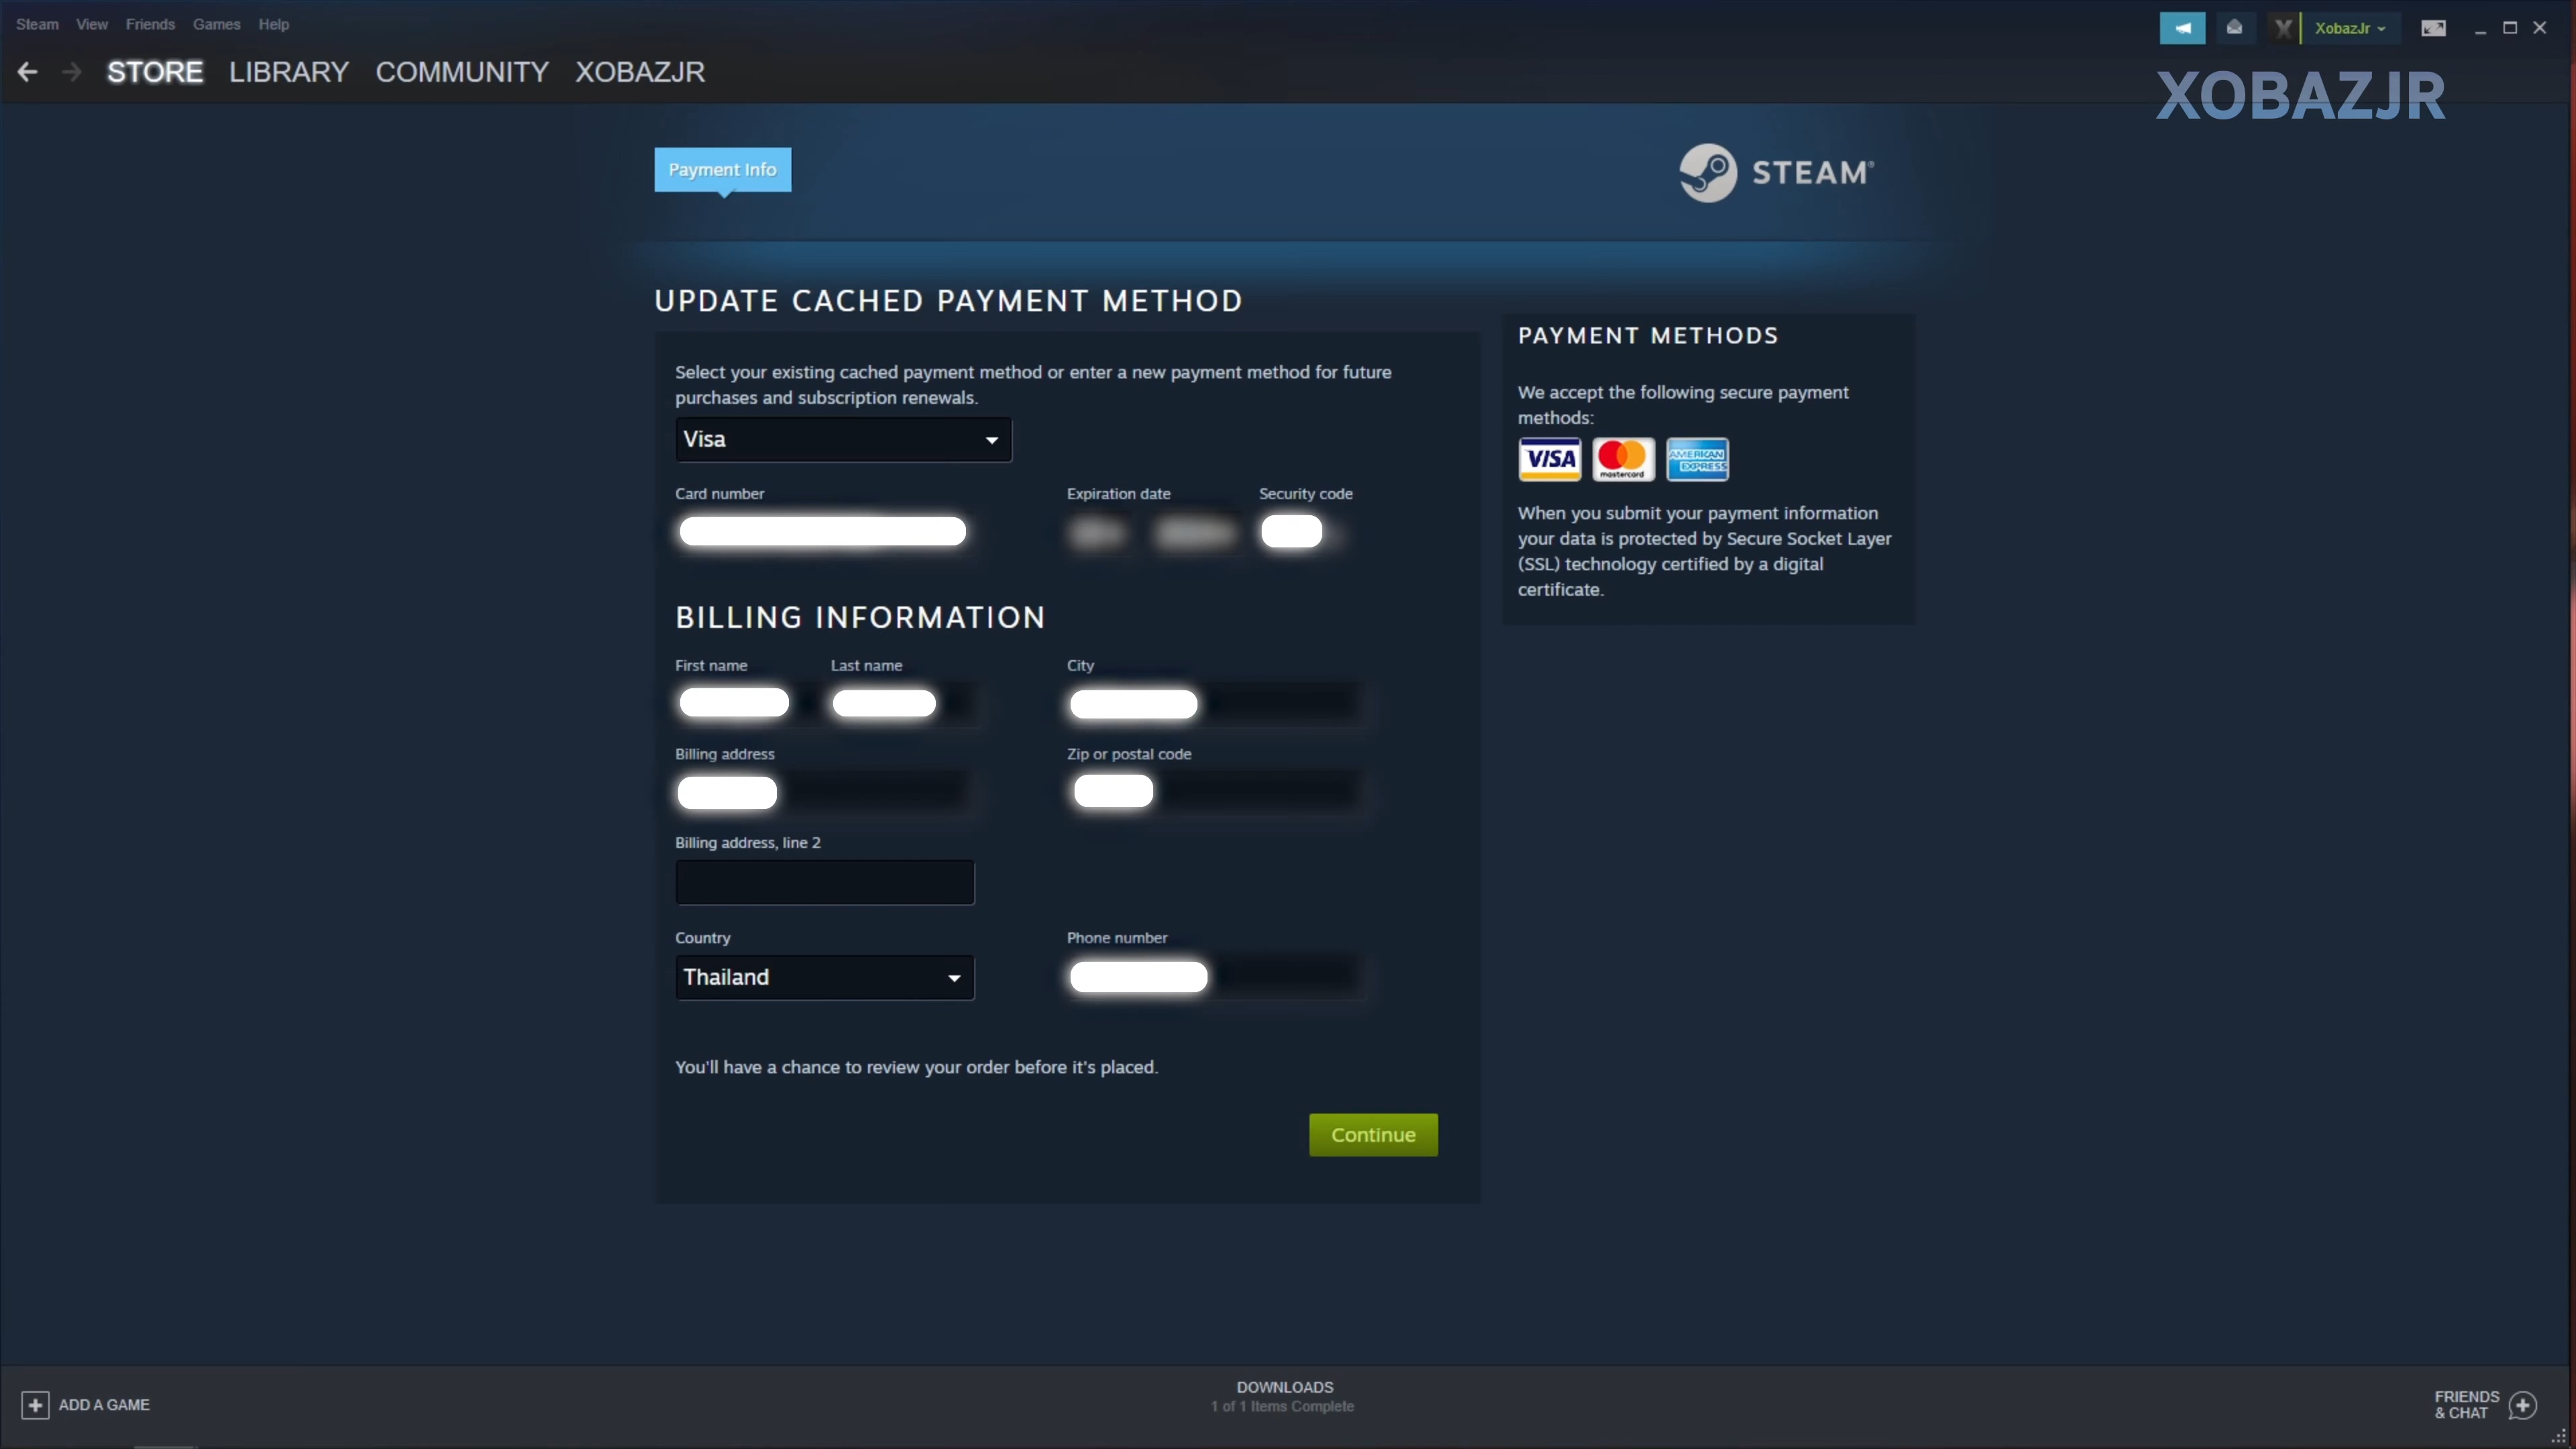 Steam View Friends Games Help
XobazJr
STORE LIBRARY COMMUNITY XOBAZJR
XOBAZJR
Payment Info
STEAM®
UPDATE CACHED PAYMENT METHOD
Select your existing cached payment method or enter a new payment method for future
purchases and subscription renewals.
Visa
Card number
Expiration date
Security code
BILLING INFORMATION
First name
Last name
City
Billing address
Zip or postal code
Billing address, line 2
Country
Phone number
Thailand
You'll have a chance to review your order before it's placed.
Continue
PAYMENT METHODS
We accept the following secure payment
methods:
VISA
mastercard
AMERICAN
EXPRESS
When you submit your payment information
your data is protected by Secure Socket Layer
(SSL) technology certified by a digital
certificate.
ADD A GAME
DOWNLOADS
1 of 1 Items Complete
FRIENDS
& CHAT